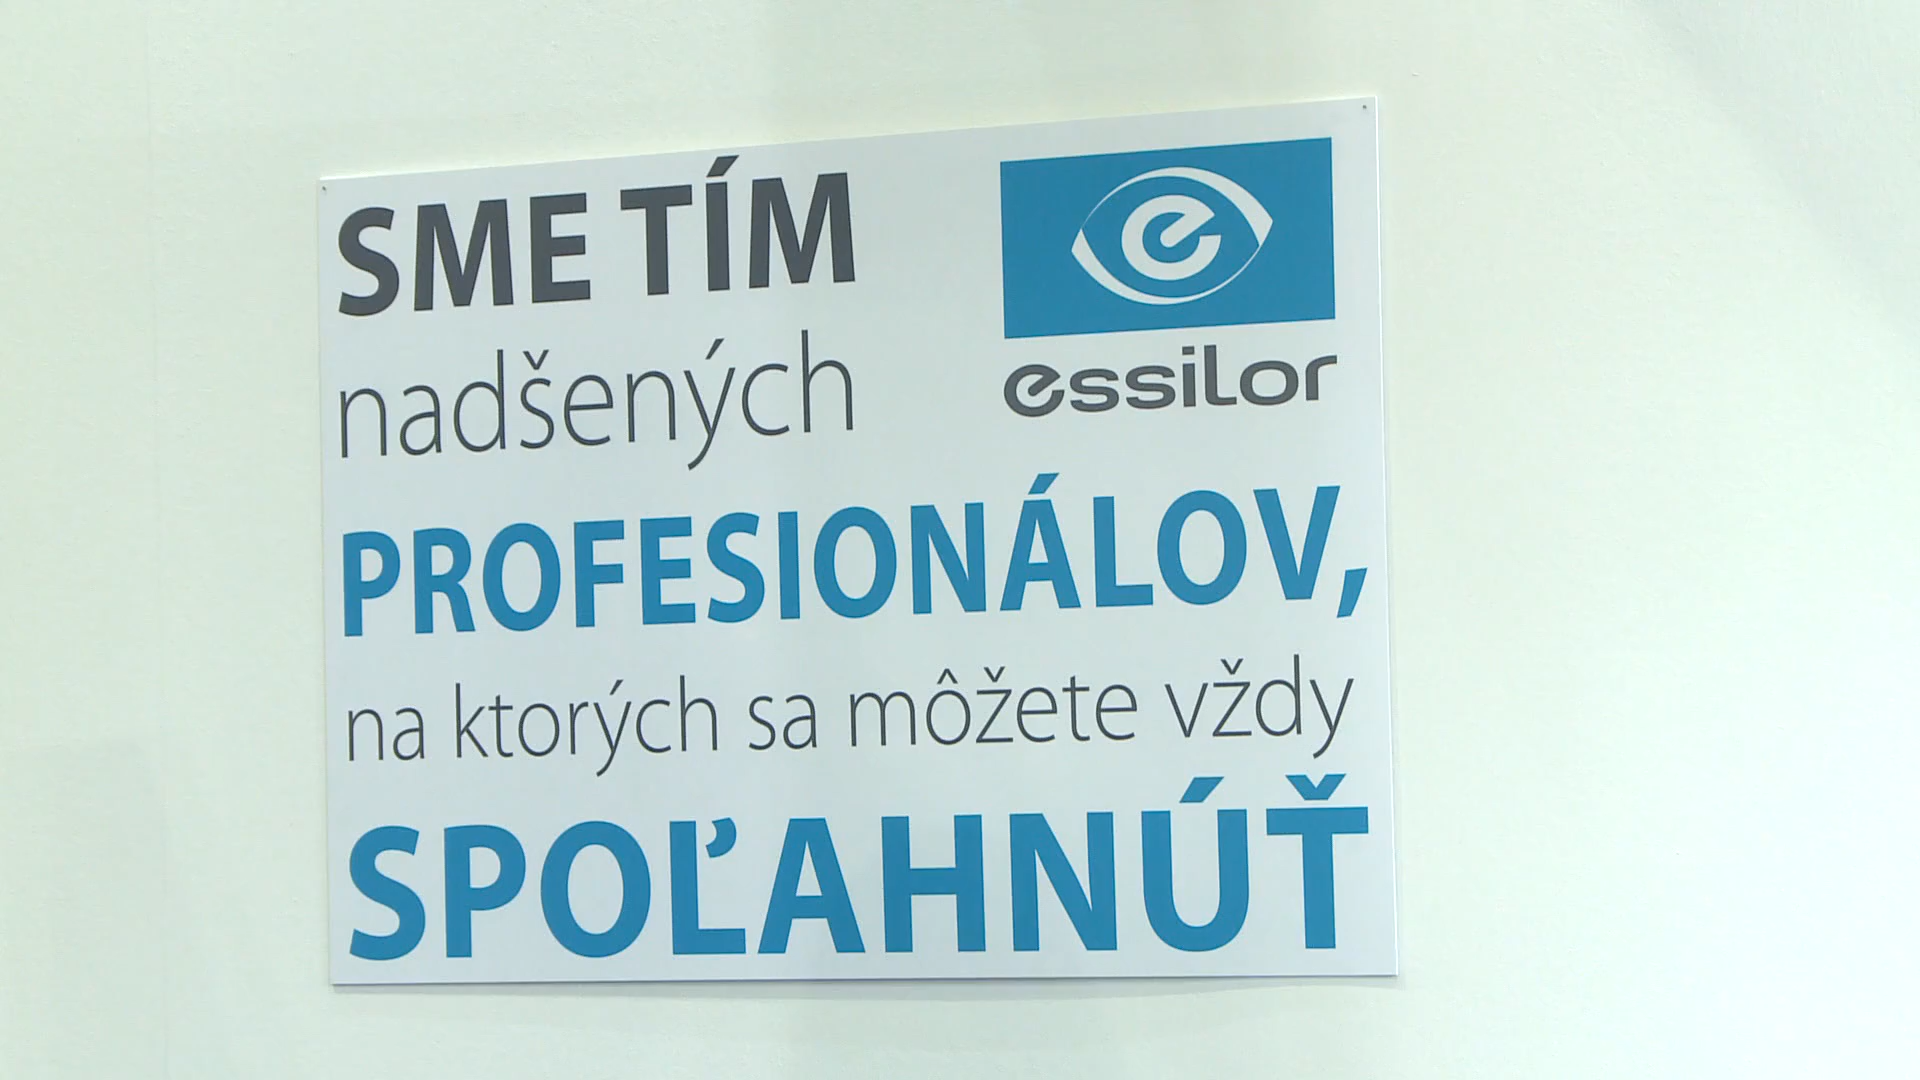 SME TÍM
nadšených
essilor
PROFESIONÁLOV,
na ktorých sa môžete vždy
SPOĽAHNÚŤ